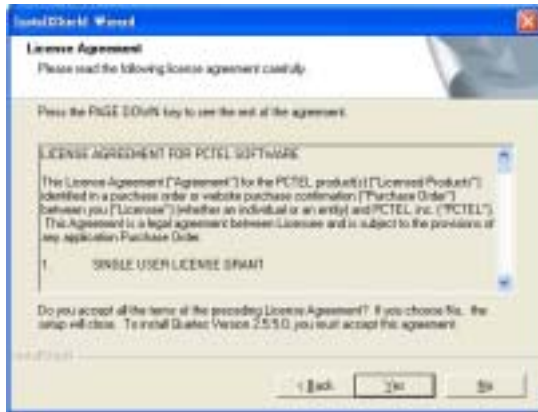 InstallShield Wizard
License Agreement
Please read the following license agreement carefully.
Press the PAGE DOWN key to see the rest of the agreement.
LICENSE AGREEMENT FOR PCTEL SOFTWARE
This License Agreement ("Agreement") for the PCTEL product(s) ("Licensed Products")
identified in a purchase order or website purchase confirmation ("Purchase Order")
between you ("Licensee") (whether an individual or an entity) and PCTEL, inc. ("PCTEL").
This Agreement is a legal agreement between Licensee and is subject to the provisions of
any application Purchase Order.
1. SINGLE USER LICENSE GRANT
Do you accept all the terms of the preceding License Agreement? If you choose No, the
setup will close. To install Version 2.5.5.0, you must accept this agreement.
InstallShield
< Back Yes No